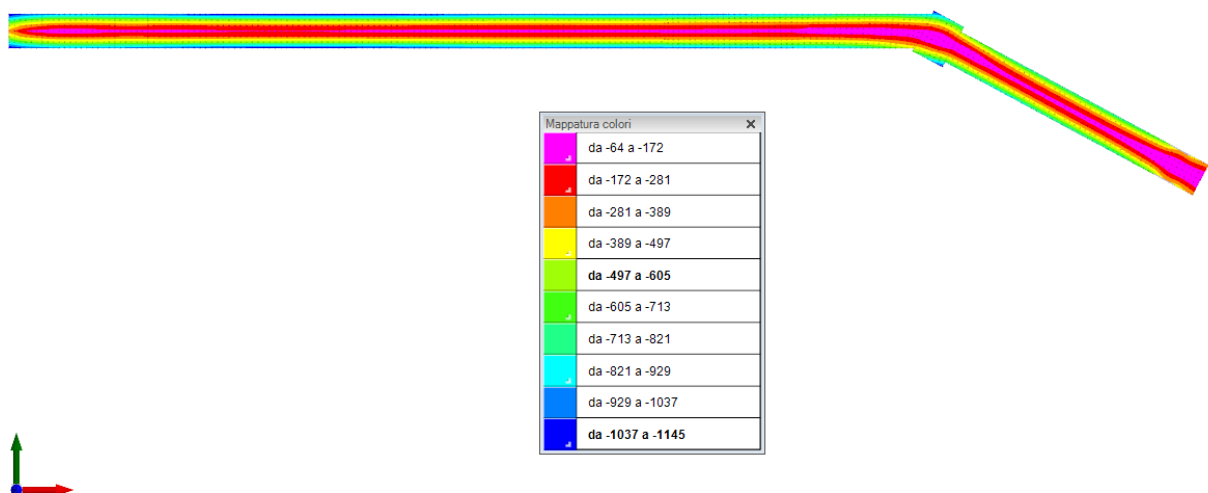 Mappatura colori
da -64 a -172
da -172 a -281
da -281 a -389
da -389 a -497
da -497 a -605
da -605 a -713
da -713 a -821
da -821 a -929
da -929 a -1037
da -1037 a -1145